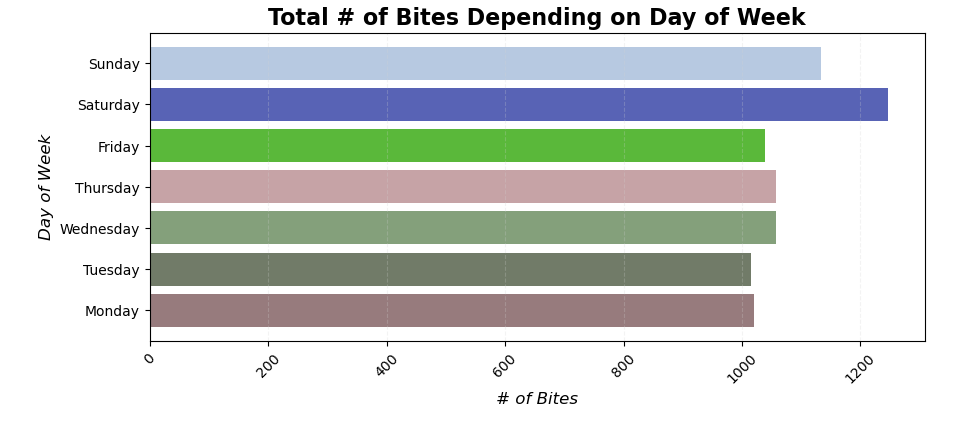 Total # of Bites Depending on Day of Week
Sunday
Saturday
Friday
Thursday
Wednesday
Tuesday
Monday
Day of Week
0 200 400 600 800 1000 1200
# of Bites